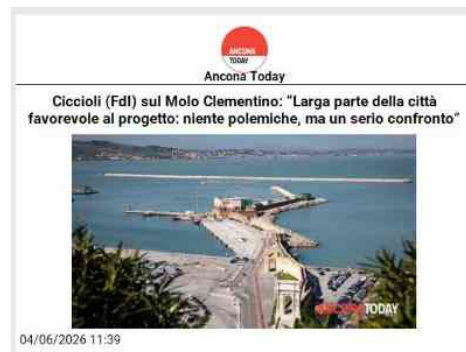 ANCONA
TODAY
Ancona Today
Ciccioli (FdI) sul Molo Clementino: “Larga parte della città
favorevole al progetto: niente polemiche, ma un serio confronto”
ANCONA TODAY
04/06/2026 11:39